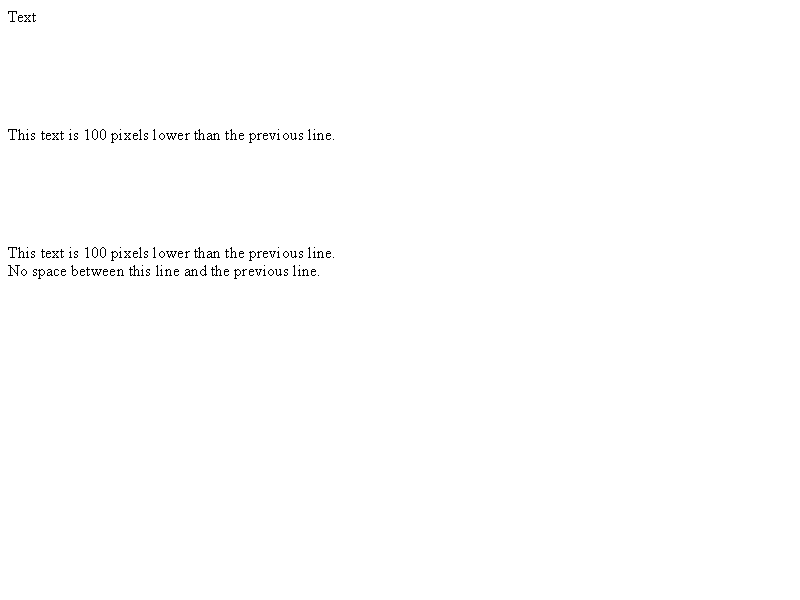 Text
This text is 100 pixels lower than the previous line.
This text is 100 pixels lower than the previous line.
No space between this line and the previous line.